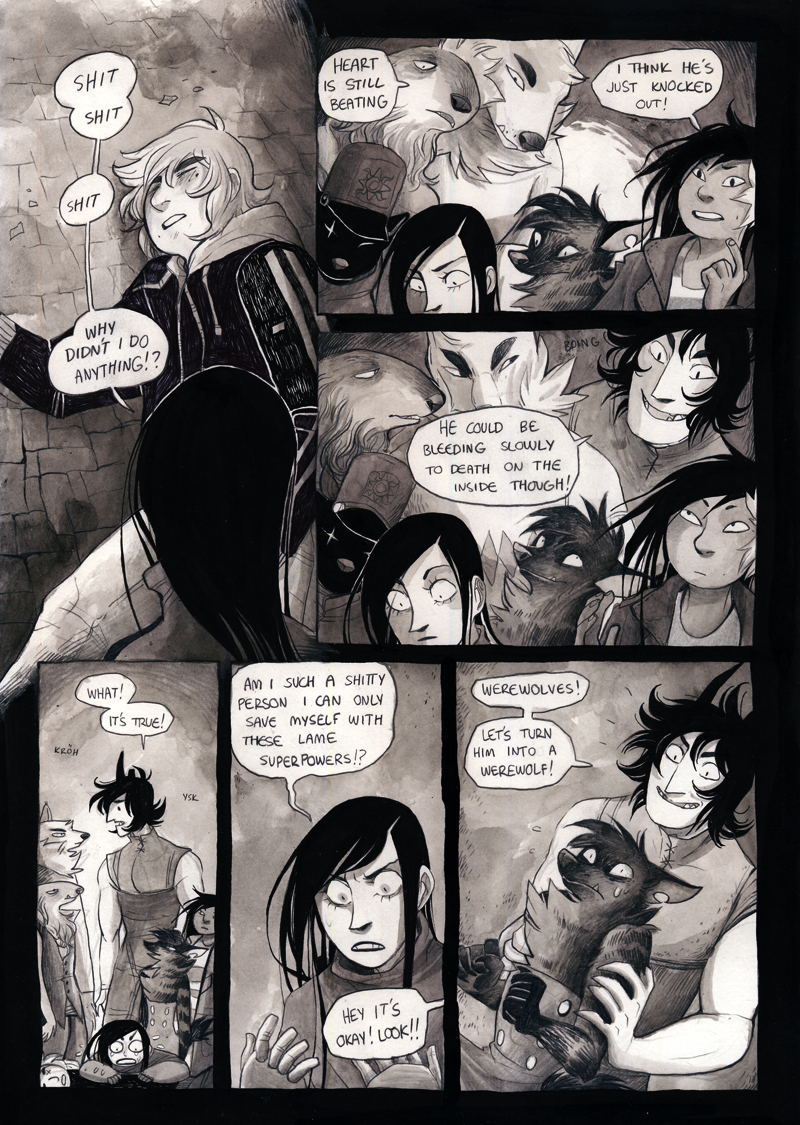 SHIT
SHIT
SHIT
WHY
DIDN'T I DO
ANYTHING!?
HEART
IS STILL
BEATING
I THINK HE'S
JUST KNOCKED
OUT!
BOING
HE COULD BE
BLEEDING SLOWLY
TO DEATH ON THE
INSIDE THOUGH!
WHAT!
IT'S TRUE!
KRÖH
YSK
AM I SUCH A SHITTY
PERSON I CAN ONLY
SAVE MYSELF WITH
THESE LAME
SUPERPOWERS!?
HEY IT'S
OKAY! LOOK!!
WEREWOLVES!
LET'S TURN
HIM INTO A
WEREWOLF!